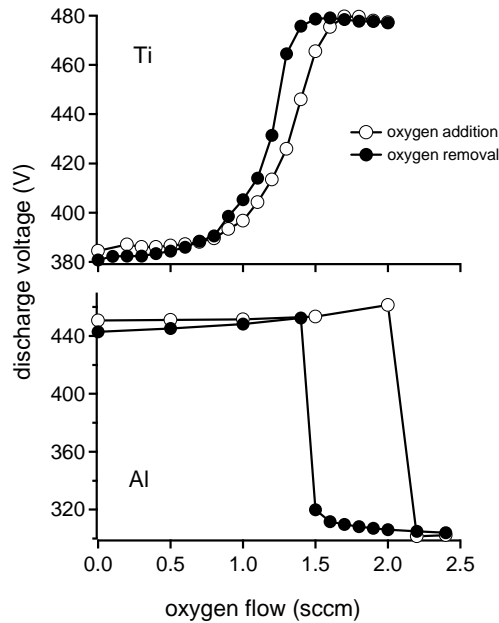 480
Ti
460
440
420
400
380
oxygen addition
oxygen removal
discharge voltage (V)
440
400
360
320
Al
0.0 0.5 1.0 1.5 2.0 2.5
oxygen flow (sccm)